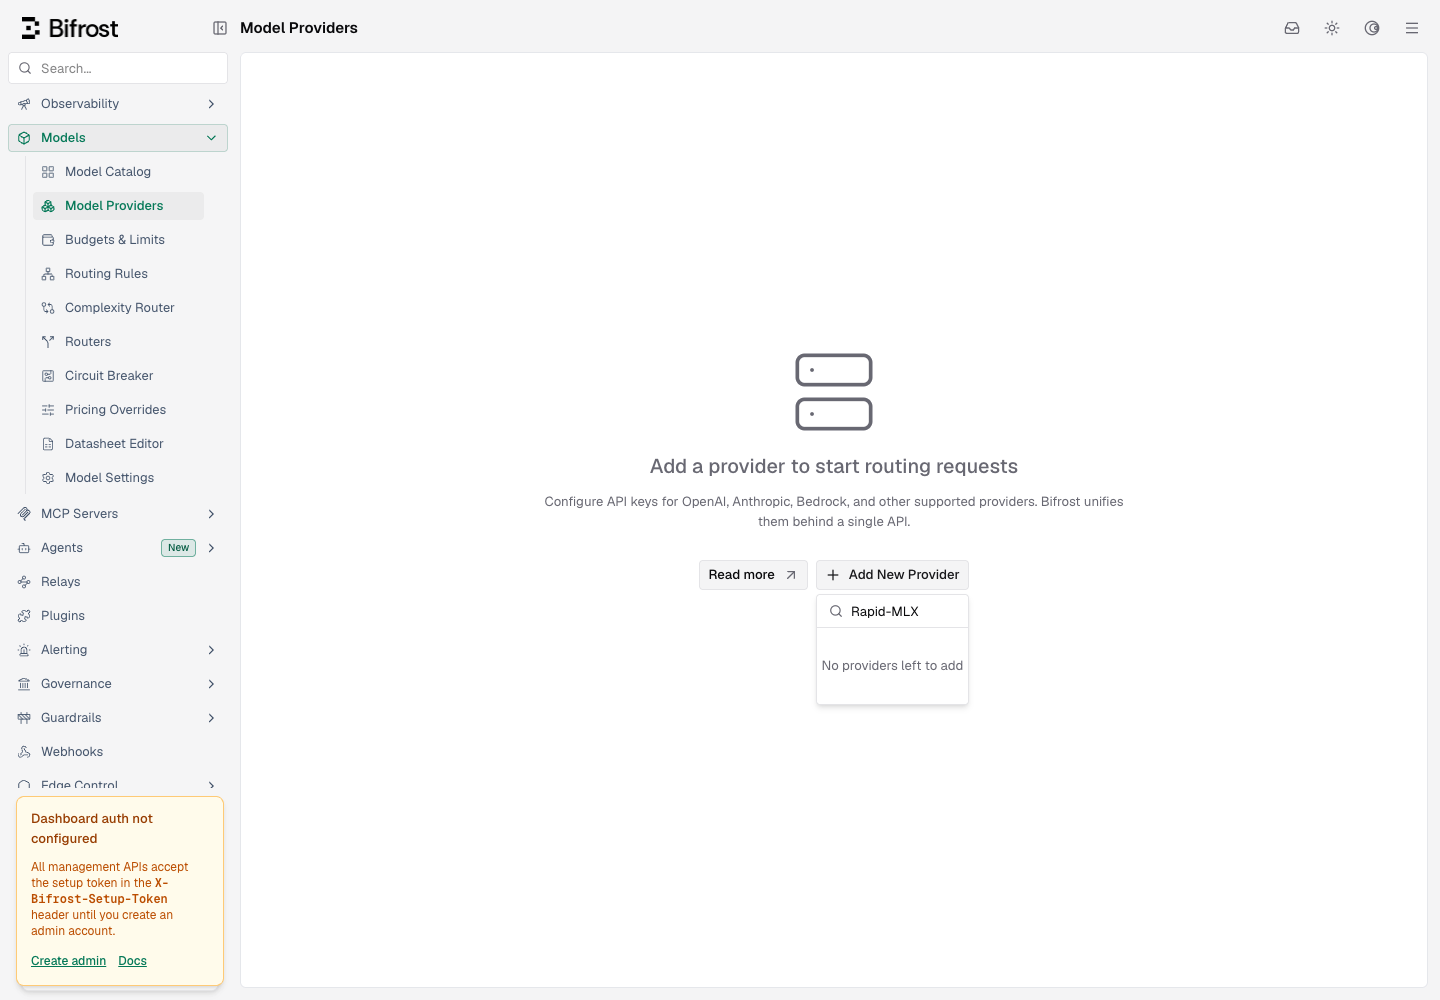 Bifrost
Model Providers
Search...
Observability
Models
Model Catalog
Model Providers
Budgets & Limits
Routing Rules
Complexity Router
Routers
Circuit Breaker
Pricing Overrides
Datasheet Editor
Model Settings
MCP Servers
Agents
New
Relays
Plugins
Alerting
Governance
Guardrails
Webhooks
Edge Control
Dashboard auth not
configured
All management APIs accept
the setup token in the X-
Bifrost-Setup-Token
header until you create an
admin account.
Create admin
Docs
Add a provider to start routing requests
Configure API keys for OpenAI, Anthropic, Bedrock, and other supported providers. Bifrost unifies
them behind a single API.
Read more
Add New Provider
Rapid-MLX
No providers left to add